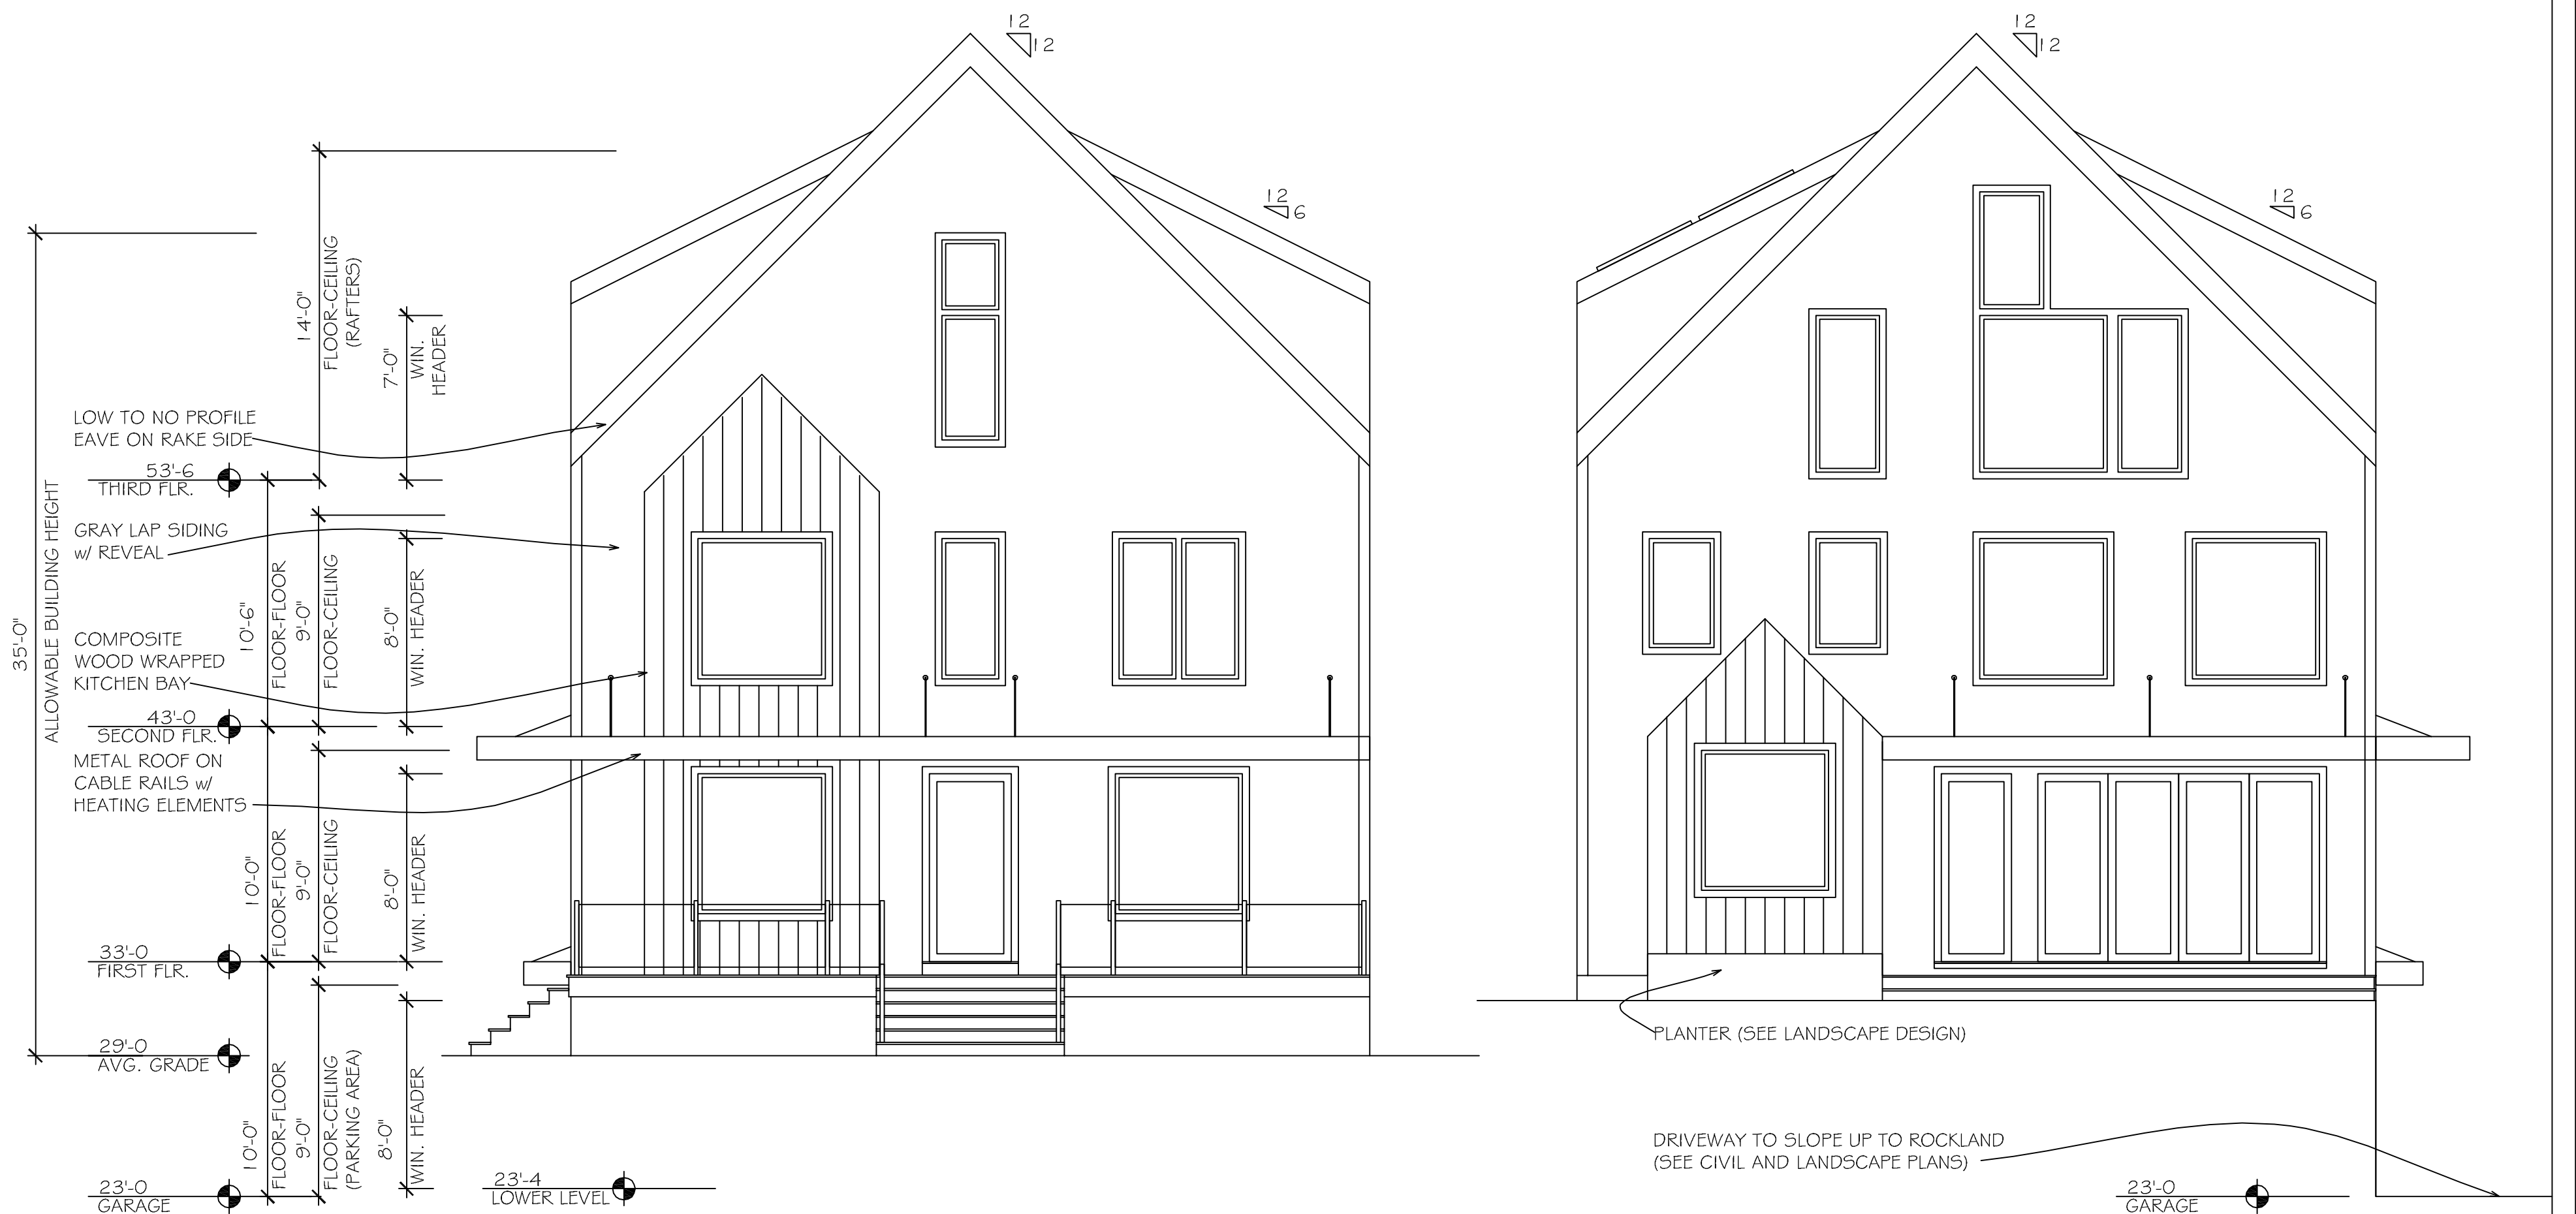 12
12
12
6
14'-0"
FLOOR-CEILING
(RAFTERS)
7'-0"
WIN.
HEADER
35'-0"
ALLOWABLE BUILDING HEIGHT
LOW TO NO PROFILE
EAVE ON RAKE SIDE
53'-6
THIRD FLR.
GRAY LAP SIDING
w/ REVEAL
10'-6"
FLOOR-FLOOR
9'-0"
FLOOR-CEILING
8'-0"
WIN. HEADER
COMPOSITE
WOOD WRAPPED
KITCHEN BAY
43'-0
SECOND FLR.
METAL ROOF ON
CABLE RAILS w/
HEATING ELEMENTS
10'-0"
FLOOR-FLOOR
9'-0"
FLOOR-CEILING
8'-0"
WIN. HEADER
33'-0
FIRST FLR.
29'-0
AVG. GRADE
10'-0"
FLOOR-FLOOR
9'-0"
FLOOR-CEILING
(PARKING AREA)
8'-0"
WIN. HEADER
23'-0
GARAGE
23'-4
LOWER LEVEL
12
12
12
6
PLANTER (SEE LANDSCAPE DESIGN)
DRIVEWAY TO SLOPE UP TO ROCKLAND
(SEE CIVIL AND LANDSCAPE PLANS)
23'-0
GARAGE